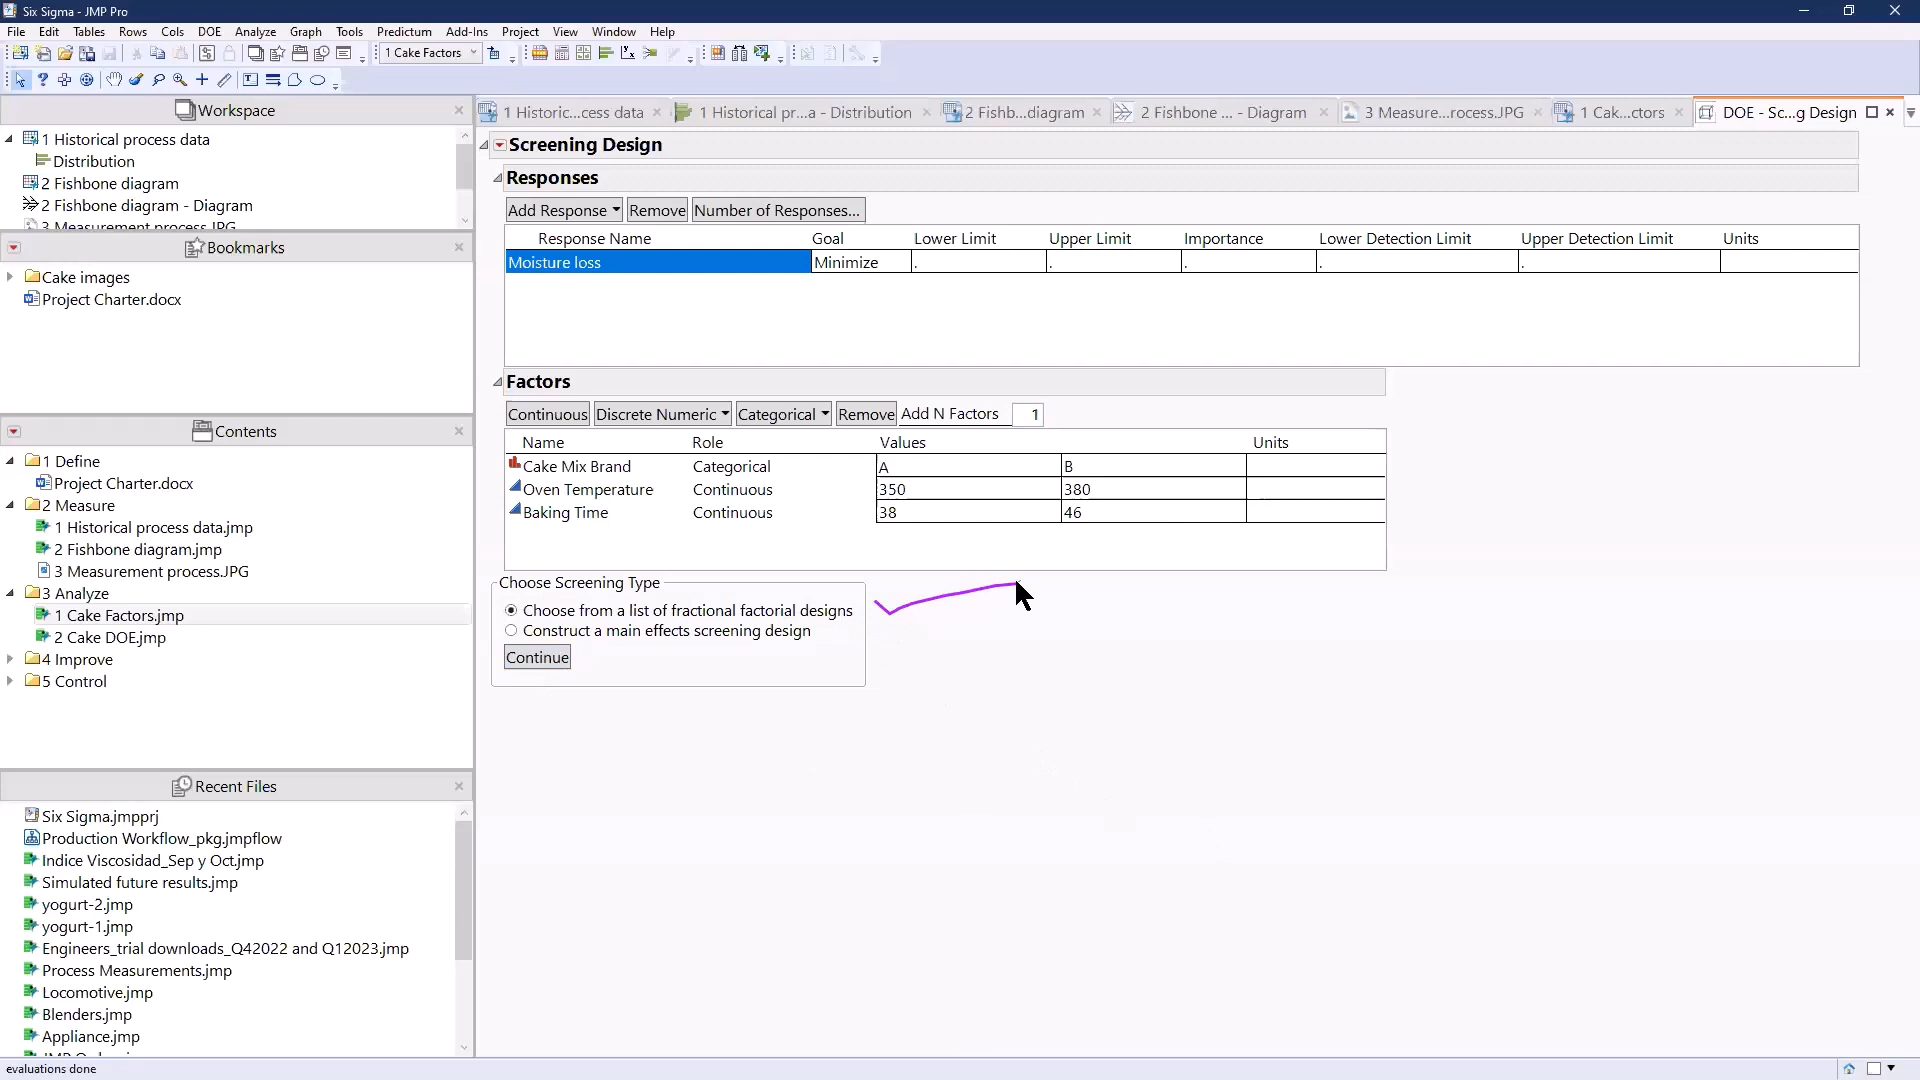 Six Sigma - JMP Pro
File Edit Tables Rows Cols DOE Analyze Graph Tools Predictum Add-Ins Project View Window Help
1 Cake Factors
Workspace
1 Historical process data
Distribution
2 Fishbone diagram
2 Fishbone diagram - Diagram
3 Measurement process.JPG
Bookmarks
Cake images
Project Charter.docx
Contents
1 Define
Project Charter.docx
2 Measure
1 Historical process data.jmp
2 Fishbone diagram.jmp
3 Measurement process.JPG
3 Analyze
1 Cake Factors.jmp
2 Cake DOE.jmp
4 Improve
5 Control
Recent Files
Six Sigma.jmpprj
Production Workflow_pkg.jmpflow
Indice Viscosidad_Sep y Oct.jmp
Simulated future results.jmp
yogurt-2.jmp
yogurt-1.jmp
Engineers_trial downloads_Q42022 and Q12023.jmp
Process Measurements.jmp
Locomotive.jmp
Blenders.jmp
Appliance.jmp
1 Historic...cess data 1 Historical pr...a - Distribution 2 Fishb...diagram 2 Fishbone ... - Diagram 3 Measure...rocess.JPG 1 Cak...ctors DOE - Sc...g Design
Screening Design
Responses
Add Response Remove Number of Responses...
Response Name Goal Lower Limit Upper Limit Importance Lower Detection Limit Upper Detection Limit Units
Moisture loss Minimize . . . . .
Factors
Continuous Discrete Numeric Categorical Remove Add N Factors 1
Name Role Values Units
Cake Mix Brand Categorical A B
Oven Temperature Continuous 350 380
Baking Time Continuous 38 46
Choose Screening Type
Choose from a list of fractional factorial designs
Construct a main effects screening design
Continue
evaluations done